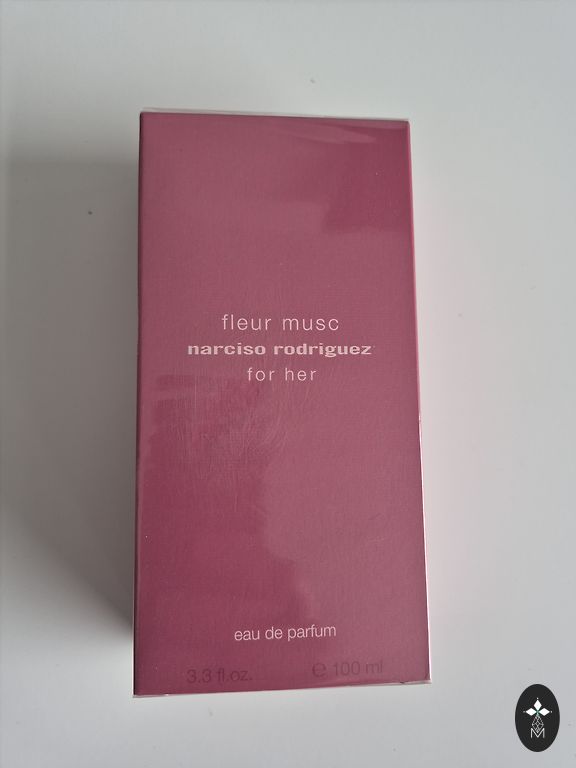 fleur musc
narciso rodriguez
for her
eau de parfum
3.3 fl.oz. ℮ 100 ml
M